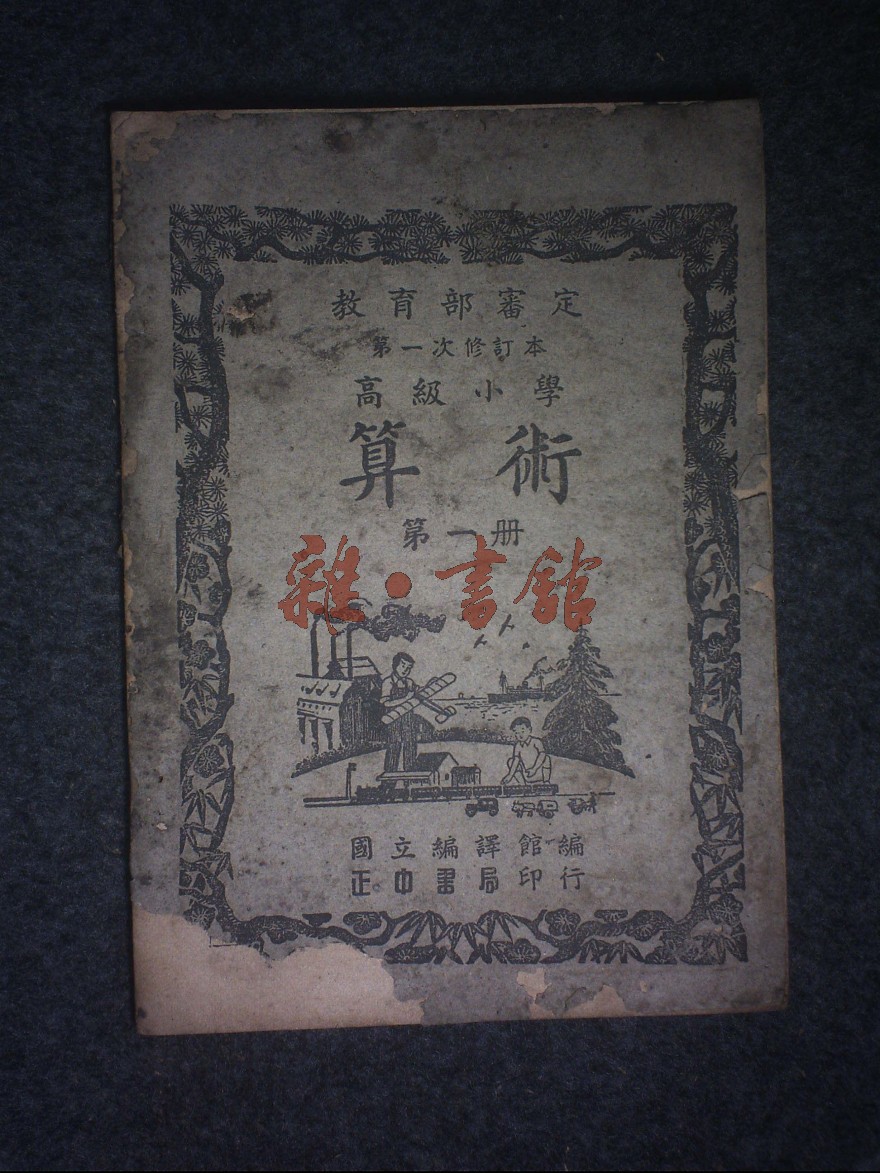 教育部審定
第一次修訂本
高級小學
算術
第一册
雜·書館
國立編譯館編
正中書局印行